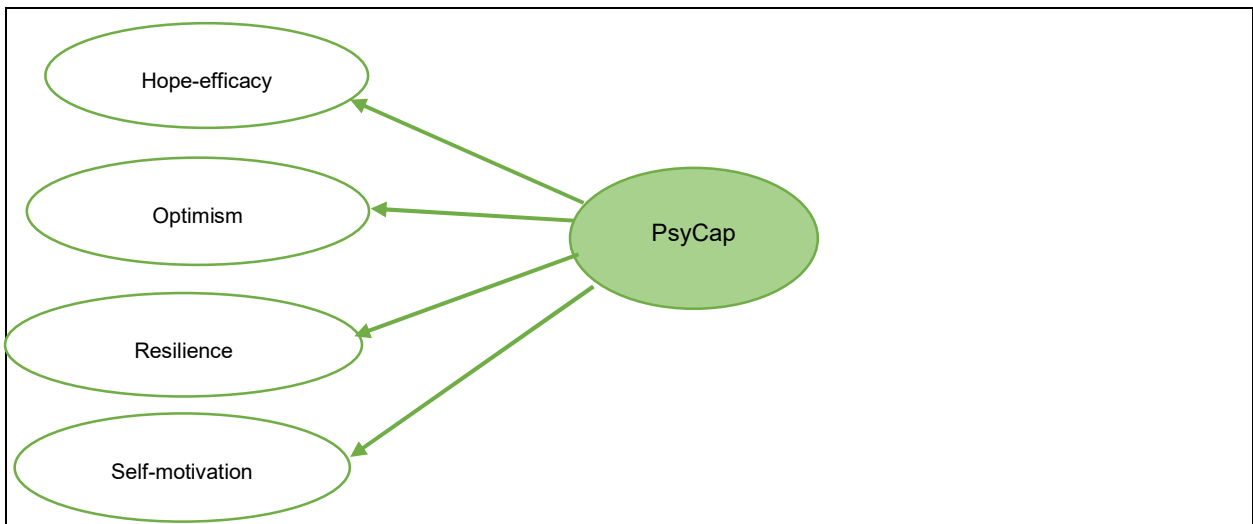 Hope-efficacy
Optimism
PsyCap
Resilience
Self-motivation